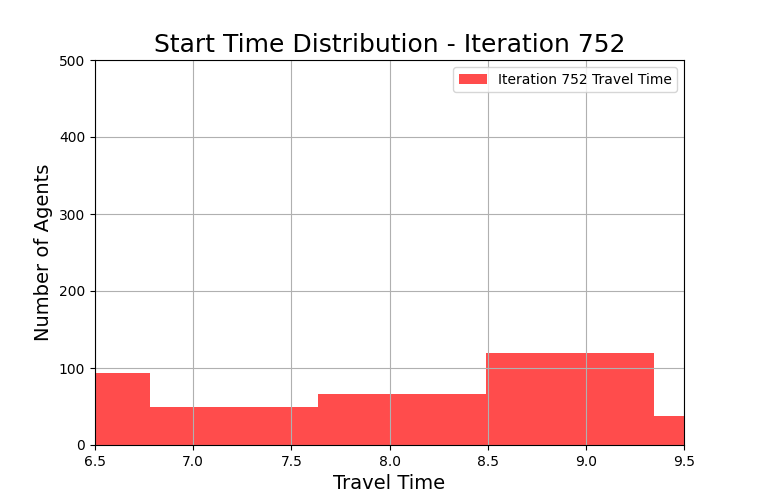 Start Time Distribution - Iteration 752
Iteration 752 Travel Time
Number of Agents
500
400
300
200
100
0
6.5 7.0 7.5 8.0 8.5 9.0 9.5
Travel Time